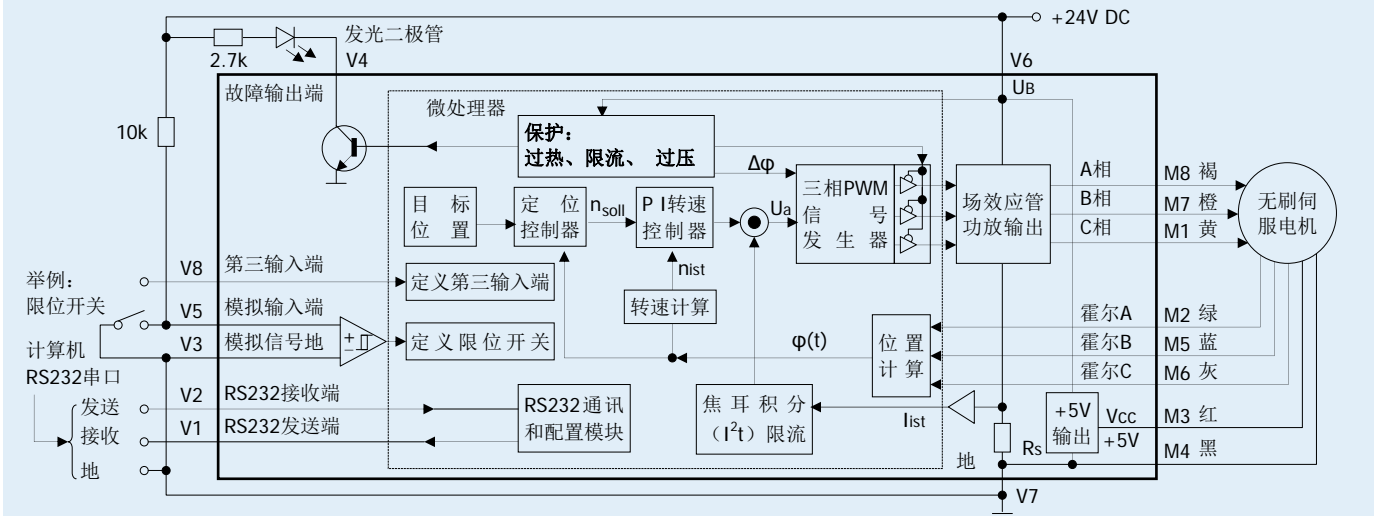 +24V DC
发光二极管
2.7k
V4
V6
故障输出端
UB
微处理器
10k
保护：
过热、限流、 过压
Δφ
三相PWM
信 号
发 生 器
场效应管
功放输出
A相
B相
C相
M8 褐
M7 橙
M1 黄
无刷伺
服电机
目 标
位 置
定 位
控制器
nsoll
P I转速
控制器
Ua
nist
转速计算
举例：
限位开关
V8 第三输入端
定义第三输入端
V5 模拟输入端
V3 模拟信号地
+
−
定义限位开关
φ(t)
位置
计算
霍尔A M2 绿
霍尔B M5 蓝
霍尔C M6 灰
计算机
RS232串口
发送
接收
地
V2 RS232接收端
V1 RS232发送端
RS232通讯
和配置模块
焦耳积分
（I²t）限流
Iist
Rs
地
+5V
输出
Vcc
+5V
M3 红
M4 黑
V7